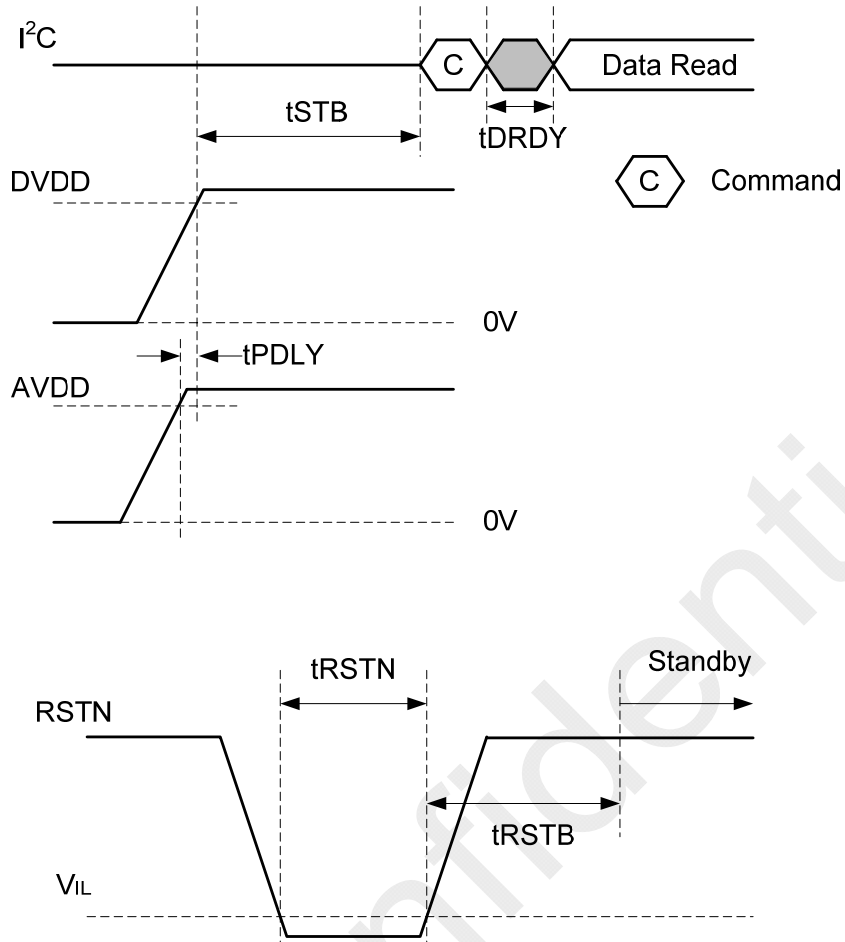 I²C
C
Data Read
tSTB
tDRDY
DVDD
C
Command
0V
tPDLY
AVDD
0V
tRSTN
Standby
RSTN
tRSTB
VIL